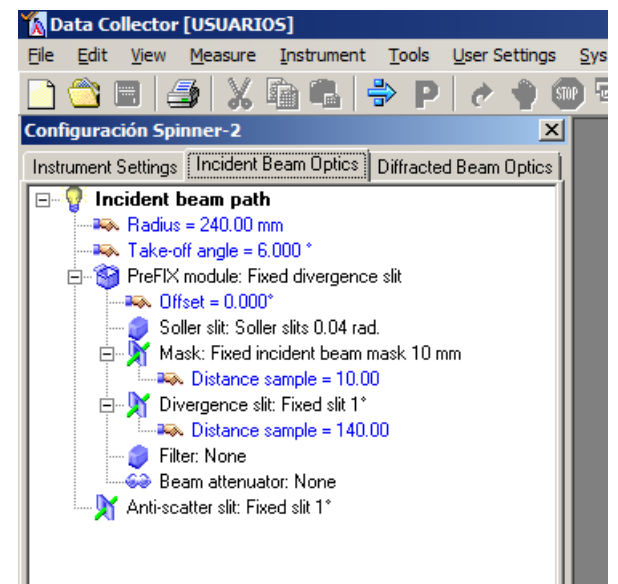 Data Collector [USUARIOS]
File Edit View Measure Instrument Tools User Settings Sys
P STOP
Configuración Spinner-2
Instrument Settings Incident Beam Optics Diffracted Beam Optics
Incident beam path
Radius = 240.00 mm
Take-off angle = 6.000 °
PreFIX module: Fixed divergence slit
Offset = 0.000°
Soller slit: Soller slits 0.04 rad.
Mask: Fixed incident beam mask 10 mm
Distance sample = 10.00
Divergence slit: Fixed slit 1°
Distance sample = 140.00
Filter: None
Beam attenuator: None
Anti-scatter slit: Fixed slit 1°